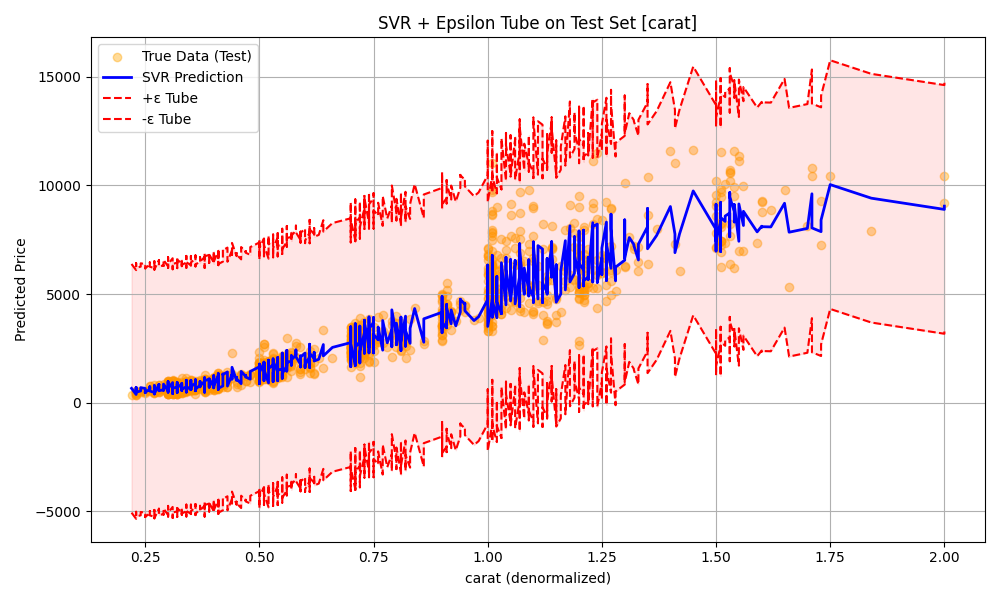 SVR + Epsilon Tube on Test Set [carat]
True Data (Test)
SVR Prediction
+ε Tube
-ε Tube
Predicted Price
15000
10000
5000
0
−5000
0.25
0.50
0.75
1.00
1.25
1.50
1.75
2.00
carat (denormalized)